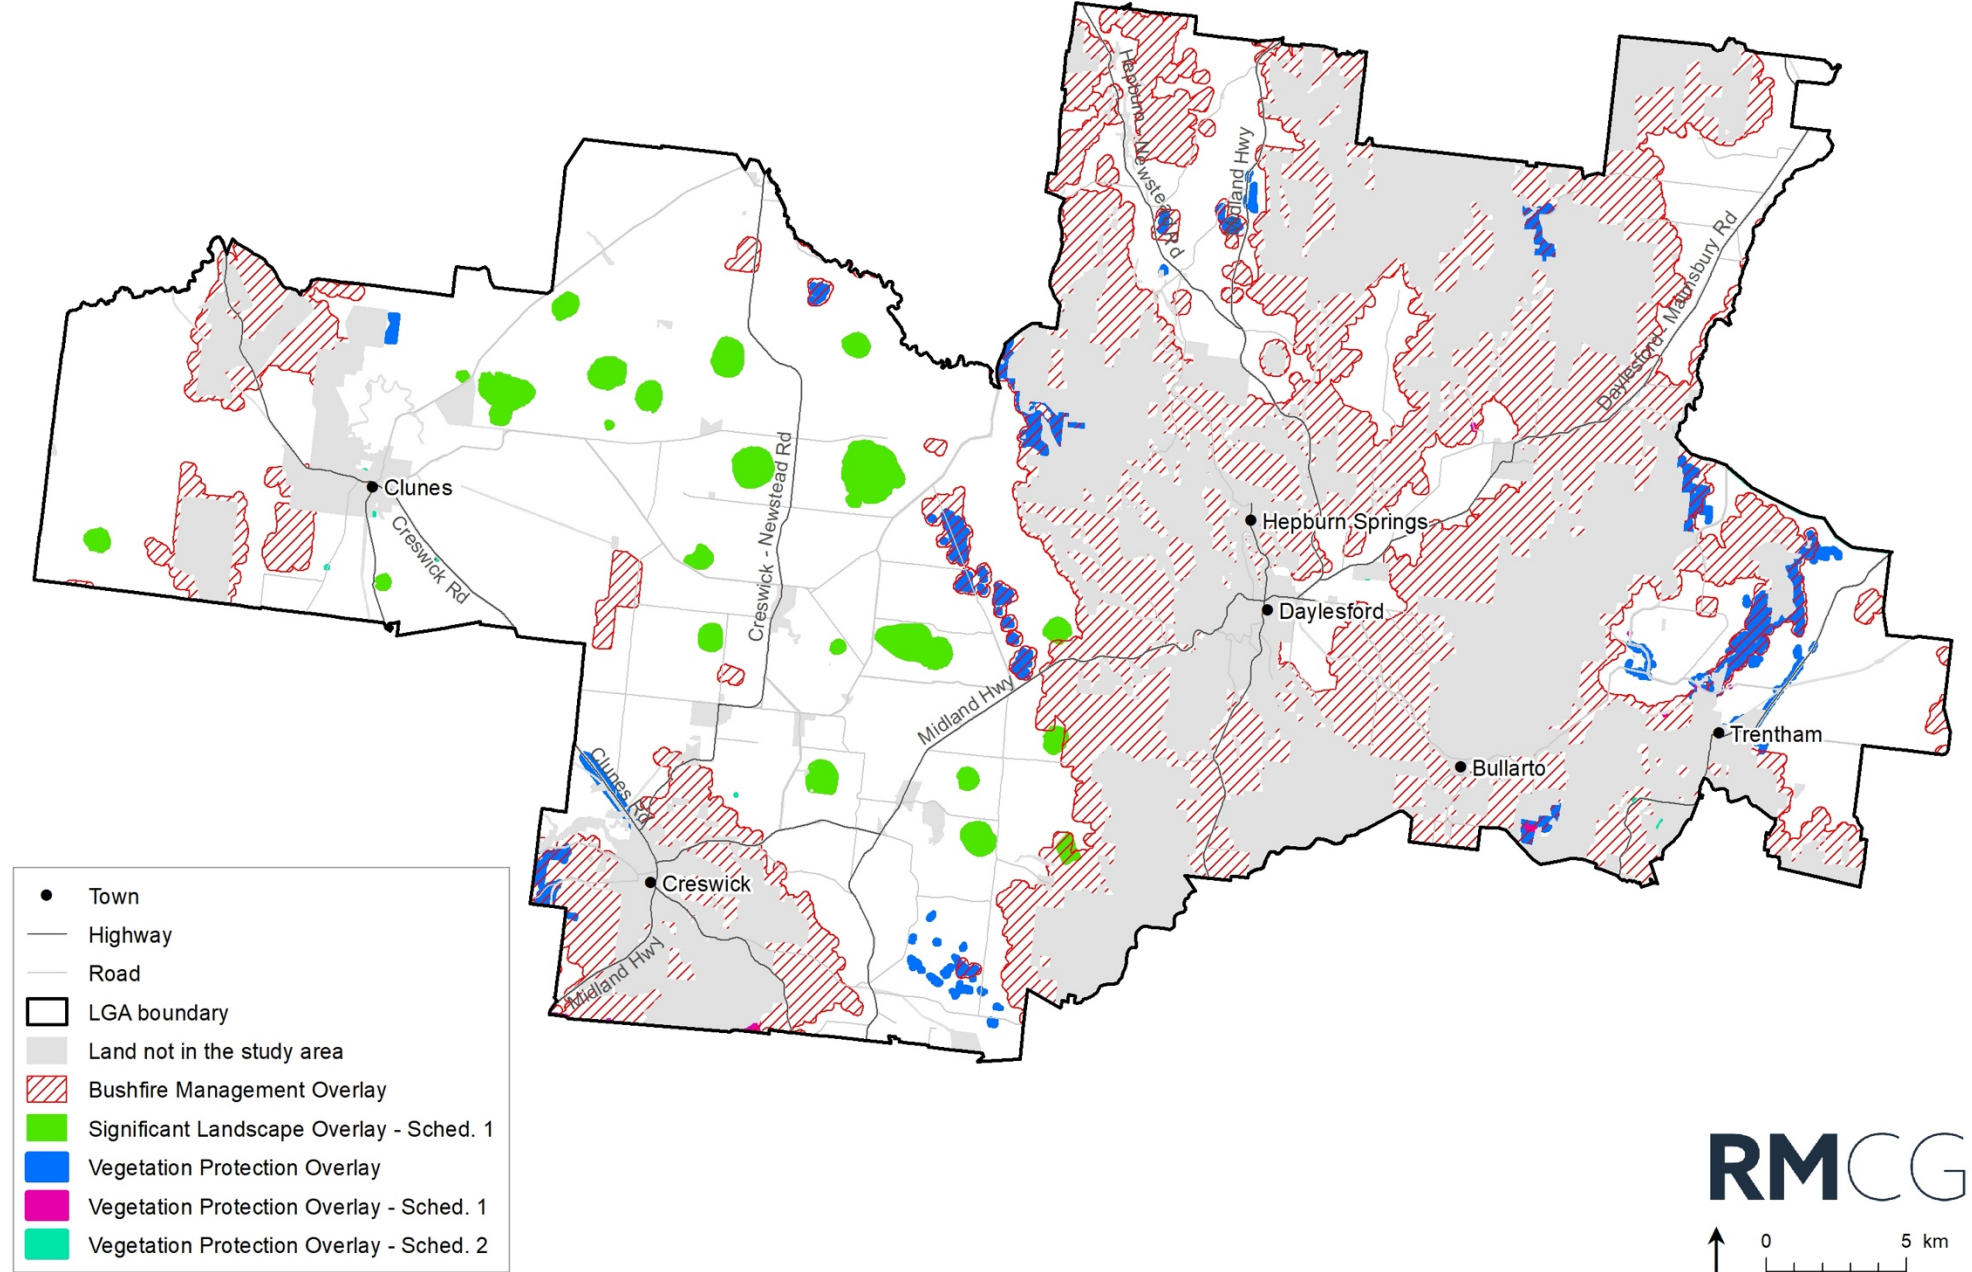 Hepburn - Newstead Rd
Midland Hwy
Daylesford - Malmsbury Rd
Creswick - Newstead Rd
Clunes
Creswick Rd
Hepburn Springs
Daylesford
Midland Hwy
Trentham
Bullarto
Clunes Rd
Creswick
Midland Hwy
Town
Highway
Road
LGA boundary
Land not in the study area
Bushfire Management Overlay
Significant Landscape Overlay - Sched. 1
Vegetation Protection Overlay
Vegetation Protection Overlay - Sched. 1
Vegetation Protection Overlay - Sched. 2
RMCG
0 5 km